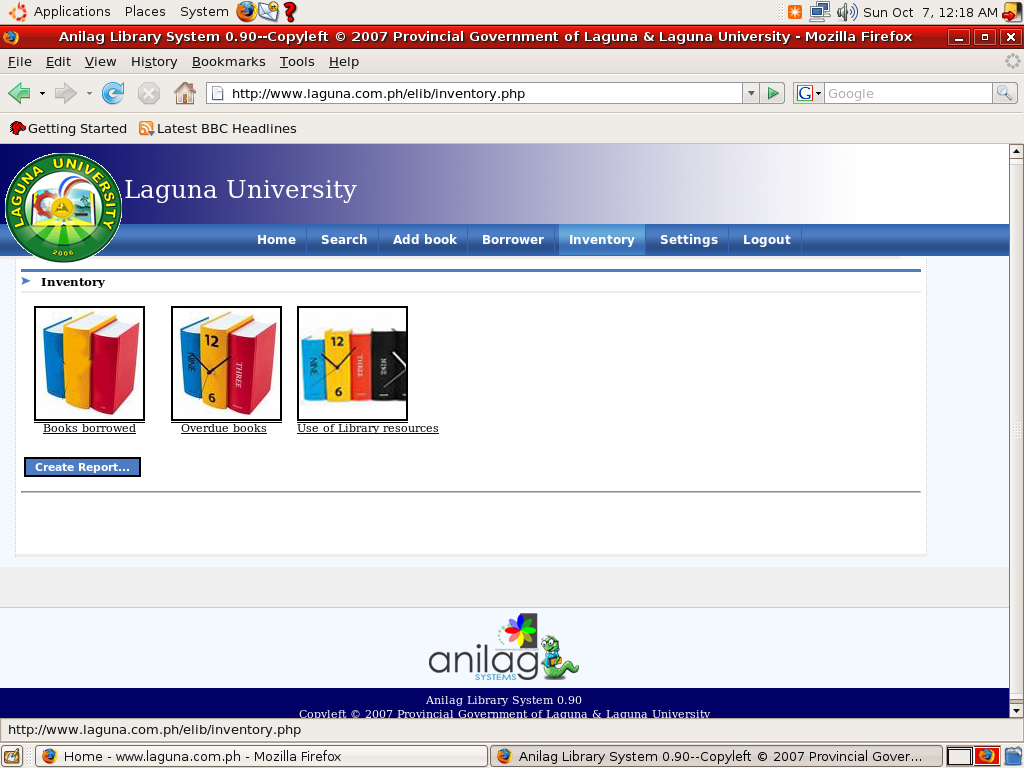 Applications Places System
Sun Oct 7, 12:18 AM
Anilag Library System 0.90--Copyleft © 2007 Provincial Government of Laguna & Laguna University - Mozilla Firefox
File Edit View History Bookmarks Tools Help
http://www.laguna.com.ph/elib/inventory.php
G Google
Getting Started Latest BBC Headlines
LAGUNA UNIVERSITY
2006
Laguna University
Home Search Add book Borrower Inventory Settings Logout
Inventory
12 NINE THREE 6
12 NINE THREE 6 NINE
Books borrowed Overdue books Use of Library resources
Create Report...
anilag
SYSTEMS
Anilag Library System 0.90
Copyleft © 2007 Provincial Government of Laguna & Laguna University
http://www.laguna.com.ph/elib/inventory.php
Home - www.laguna.com.ph - Mozilla Firefox
Anilag Library System 0.90--Copyleft © 2007 Provincial Gover...